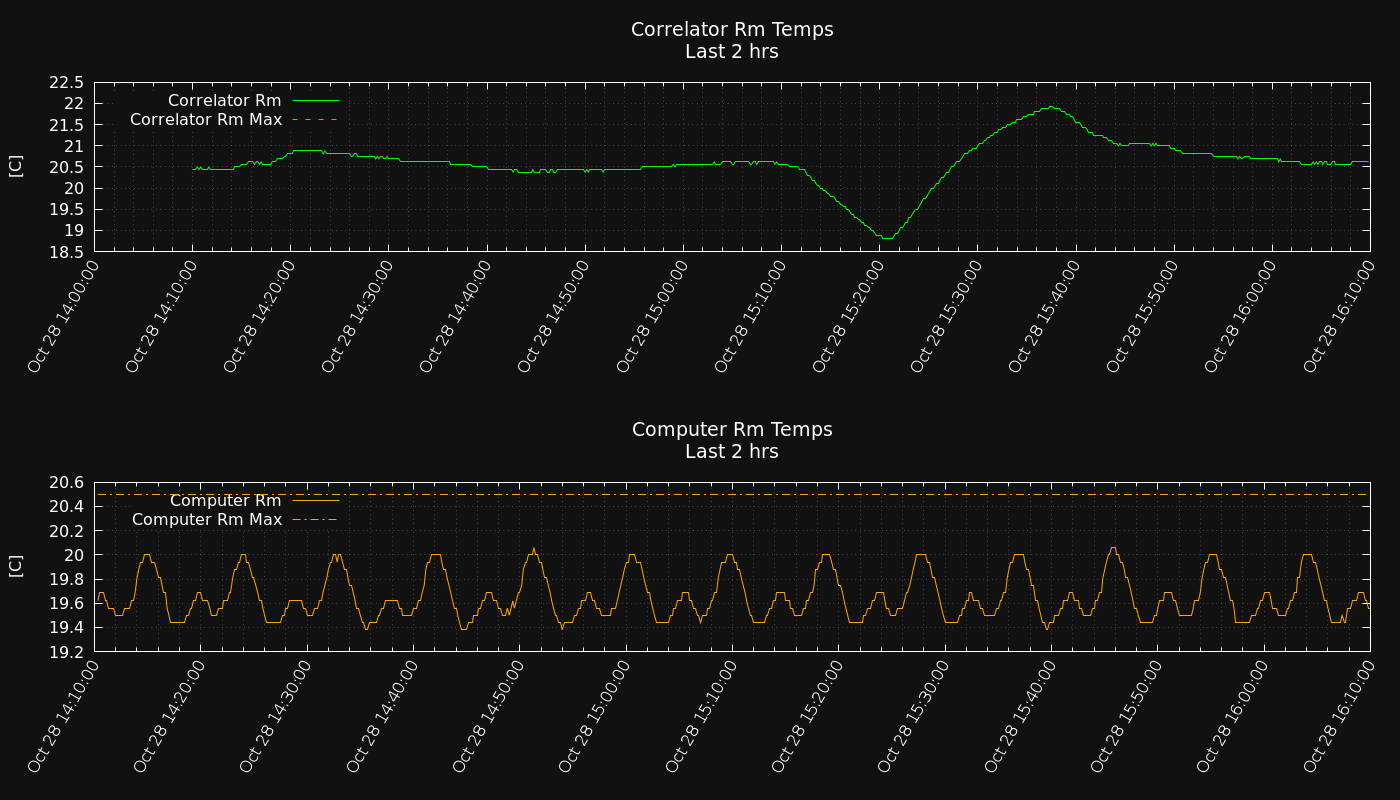 Correlator Rm Temps
Last 2 hrs
22.5
22
21.5
21
20.5
20
19.5
19
18.5
[C]
Correlator Rm
Correlator Rm Max
Oct 28 14:00:00
Oct 28 14:10:00
Oct 28 14:20:00
Oct 28 14:30:00
Oct 28 14:40:00
Oct 28 14:50:00
Oct 28 15:00:00
Oct 28 15:10:00
Oct 28 15:20:00
Oct 28 15:30:00
Oct 28 15:40:00
Oct 28 15:50:00
Oct 28 16:00:00
Oct 28 16:10:00
Computer Rm Temps
Last 2 hrs
20.6
20.4
20.2
20
19.8
19.6
19.4
19.2
[C]
Computer Rm
Computer Rm Max
Oct 28 14:10:00
Oct 28 14:20:00
Oct 28 14:30:00
Oct 28 14:40:00
Oct 28 14:50:00
Oct 28 15:00:00
Oct 28 15:10:00
Oct 28 15:20:00
Oct 28 15:30:00
Oct 28 15:40:00
Oct 28 15:50:00
Oct 28 16:00:00
Oct 28 16:10:00